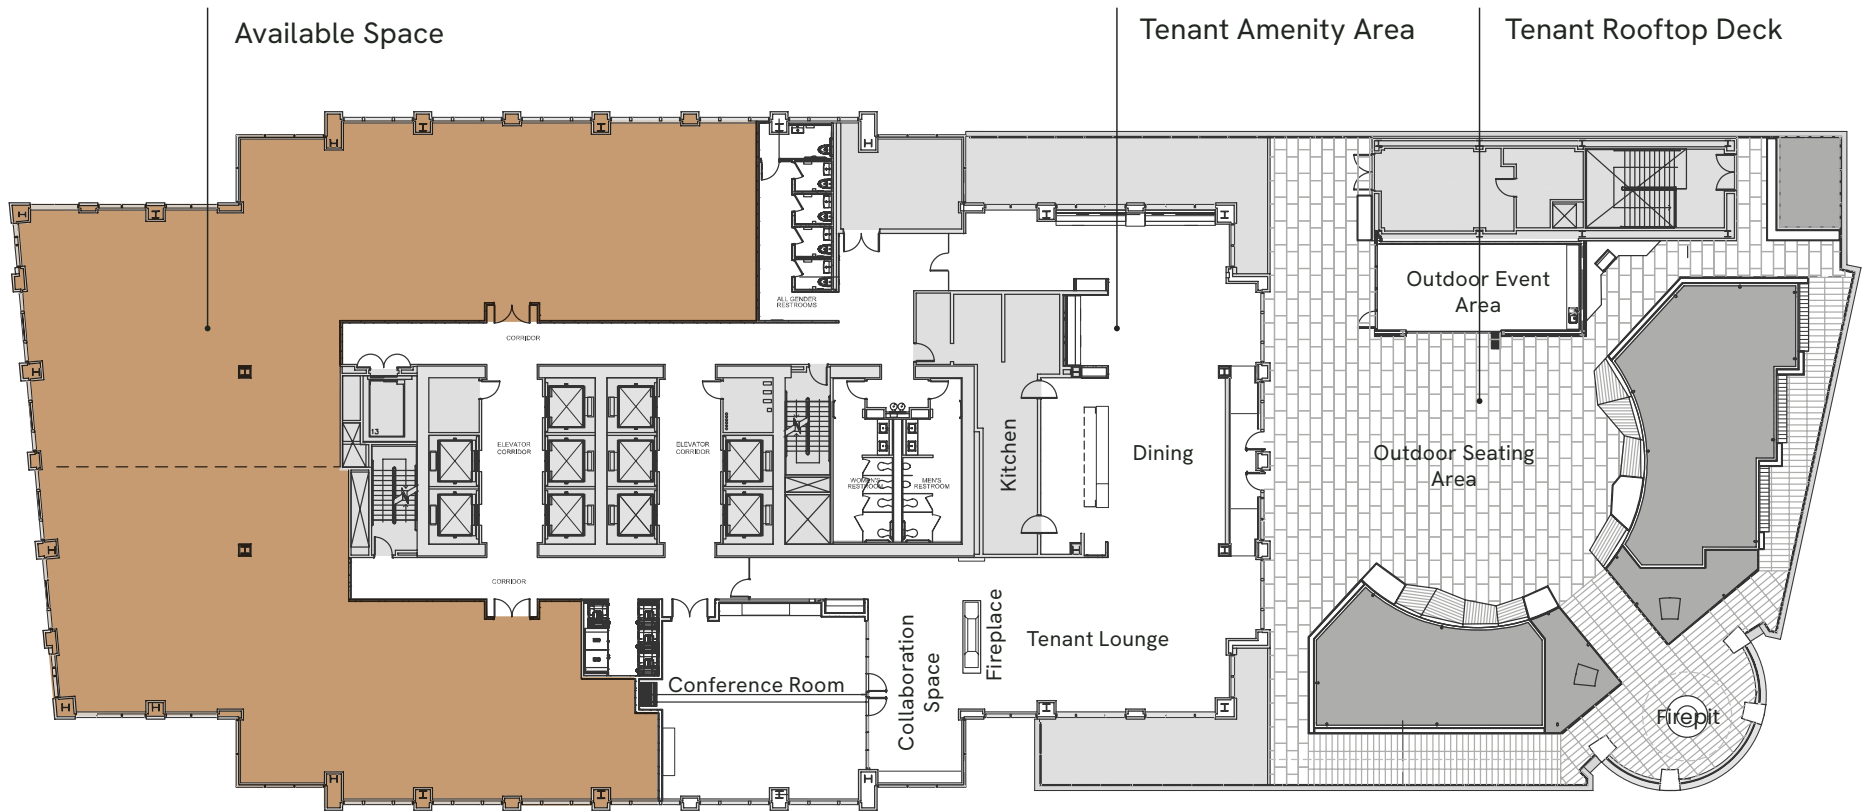 Available Space
Tenant Amenity Area
Tenant Rooftop Deck
ALL GENDER
RESTROOMS
Outdoor Event
Area
CORRIDOR
13
ELEVATOR
CORRIDOR
ELEVATOR
CORRIDOR
WOMEN'S
RESTROOM
MEN'S
RESTROOM
Kitchen
Dining
Outdoor Seating
Area
CORRIDOR
Conference Room
Collaboration
Space
Fireplace
Tenant Lounge
Firepit